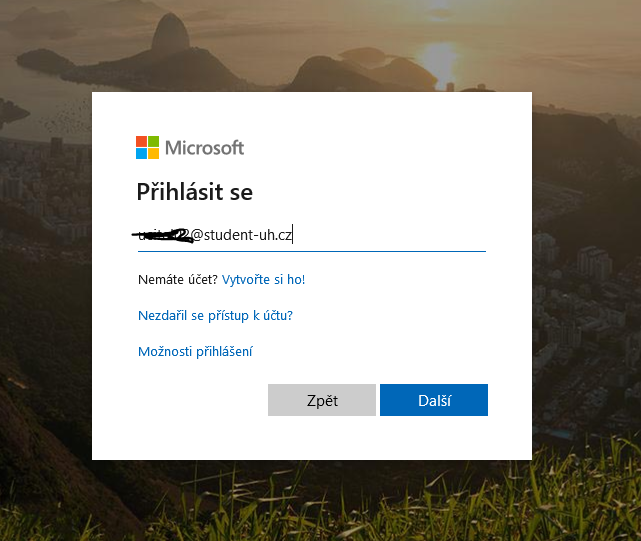 Microsoft
Přihlásit se
@student-uh.cz
Nemáte účet? Vytvořte si ho!
Nezdařil se přístup k účtu?
Možnosti přihlášení
Zpět
Další